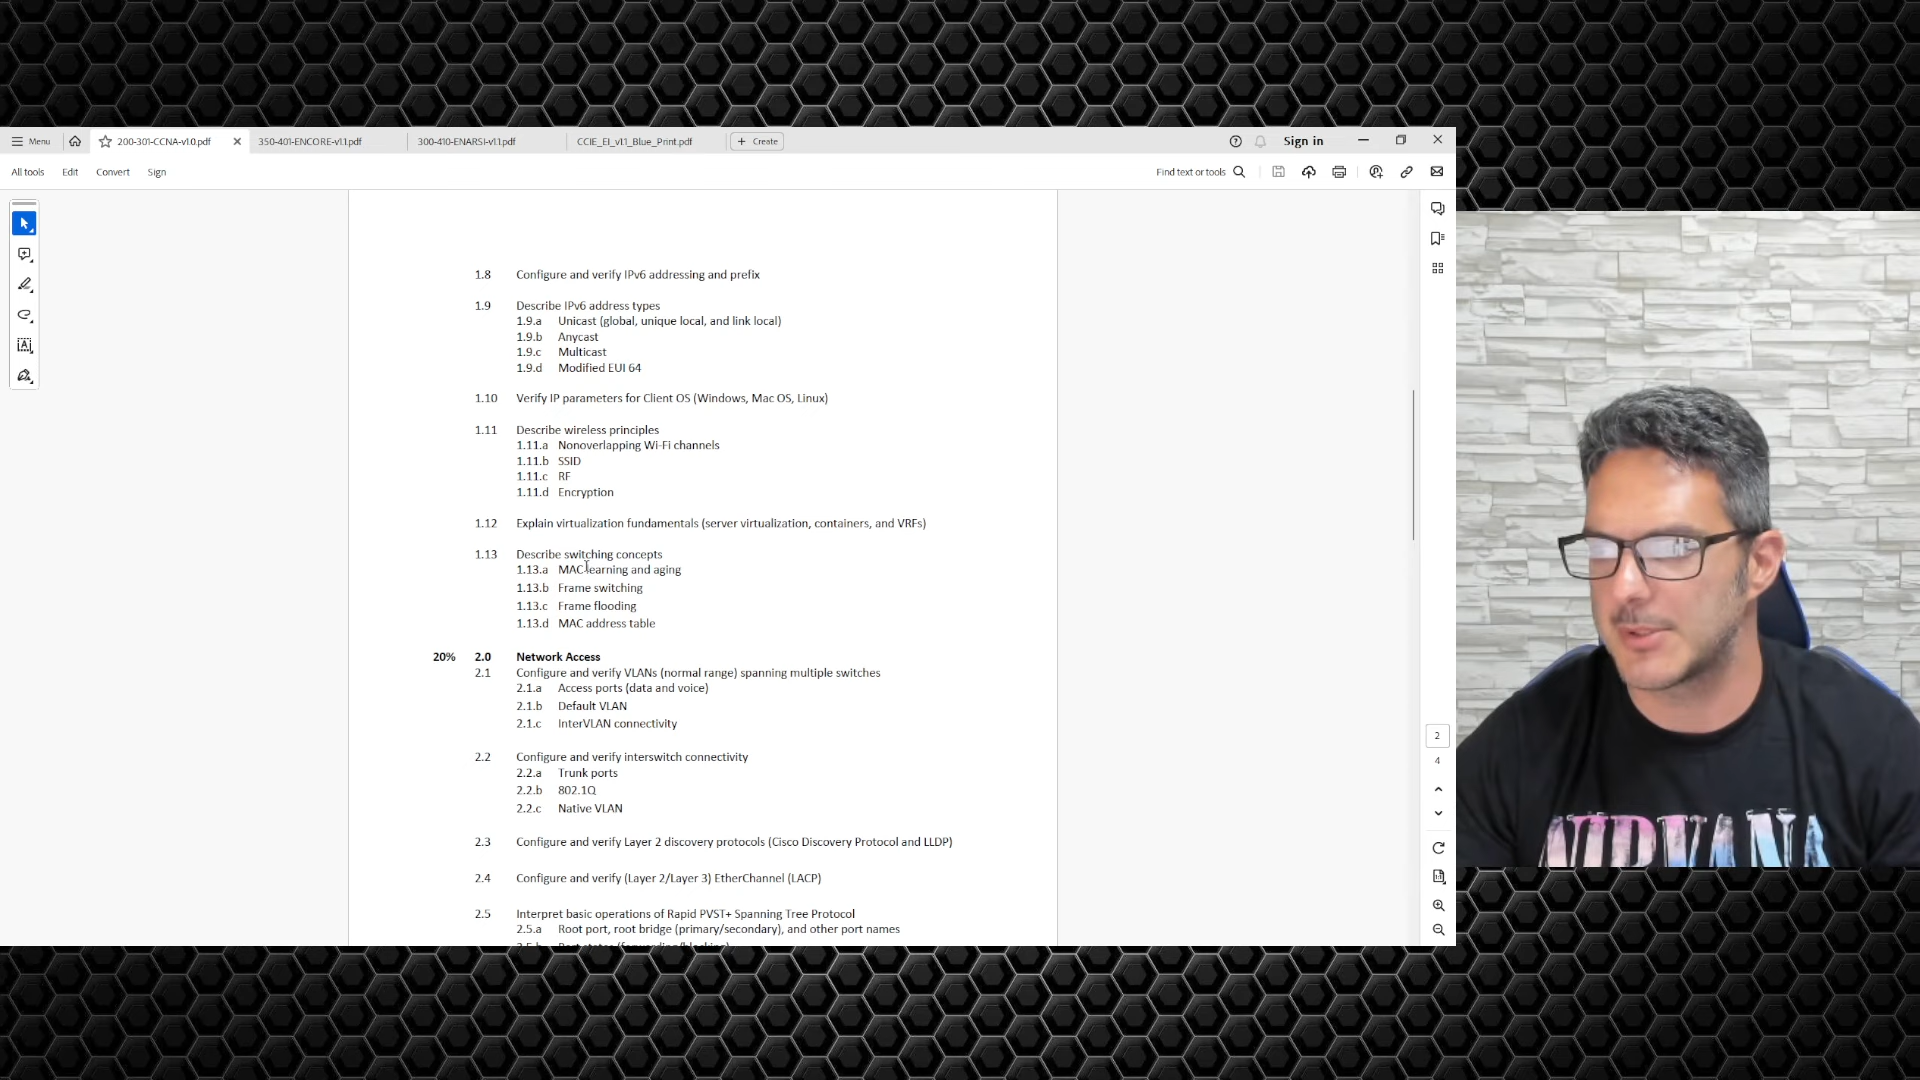 Menu
200-301-CCNA-v1.0.pdf
350-401-ENCORE-v1.1.pdf
300-410-ENARSI-v1.1.pdf
CCIE_EI_v1.1_Blue_Print.pdf
+ Create
Sign in
All tools
Edit
Convert
Sign
Find text or tools
1.8 Configure and verify IPv6 addressing and prefix
1.9 Describe IPv6 address types
1.9.a Unicast (global, unique local, and link local)
1.9.b Anycast
1.9.c Multicast
1.9.d Modified EUI 64
1.10 Verify IP parameters for Client OS (Windows, Mac OS, Linux)
1.11 Describe wireless principles
1.11.a Nonoverlapping Wi-Fi channels
1.11.b SSID
1.11.c RF
1.11.d Encryption
1.12 Explain virtualization fundamentals (server virtualization, containers, and VRFs)
1.13 Describe switching concepts
1.13.a MAC learning and aging
1.13.b Frame switching
1.13.c Frame flooding
1.13.d MAC address table
20% 2.0 Network Access
2.1 Configure and verify VLANs (normal range) spanning multiple switches
2.1.a Access ports (data and voice)
2.1.b Default VLAN
2.1.c InterVLAN connectivity
2.2 Configure and verify interswitch connectivity
2.2.a Trunk ports
2.2.b 802.1Q
2.2.c Native VLAN
2.3 Configure and verify Layer 2 discovery protocols (Cisco Discovery Protocol and LLDP)
2.4 Configure and verify (Layer 2/Layer 3) EtherChannel (LACP)
2.5 Interpret basic operations of Rapid PVST+ Spanning Tree Protocol
2.5.a Root port, root bridge (primary/secondary), and other port names
2.5.b Port states (forwarding/blocking)
2
4
NIRVANA